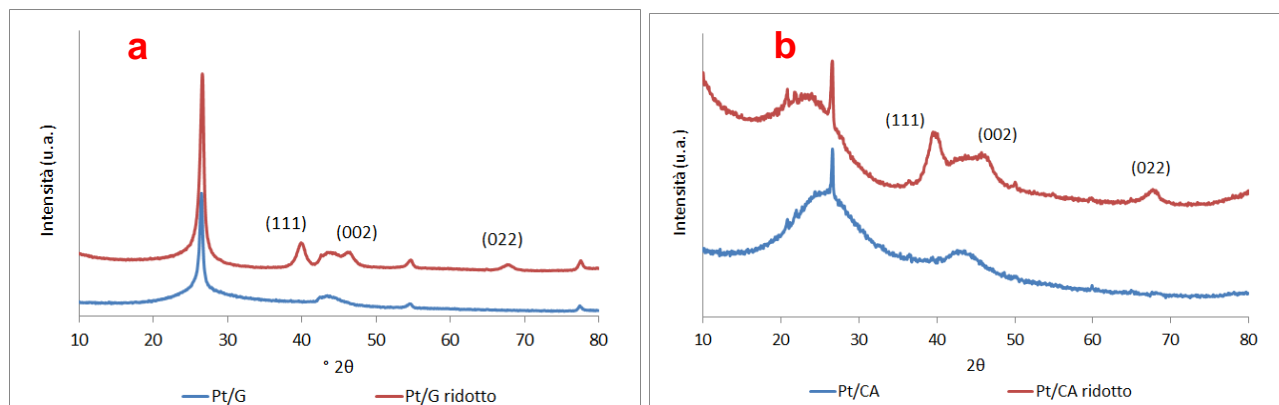 a
Intensità (u.a.)
(111)
(002)
(022)
10 20 30 40 50 60 70 80
° 2θ
Pt/G Pt/G ridotto
b
Intensità (u.a.)
(111)
(002)
(022)
10 20 30 40 50 60 70 80
2θ
Pt/CA Pt/CA ridotto